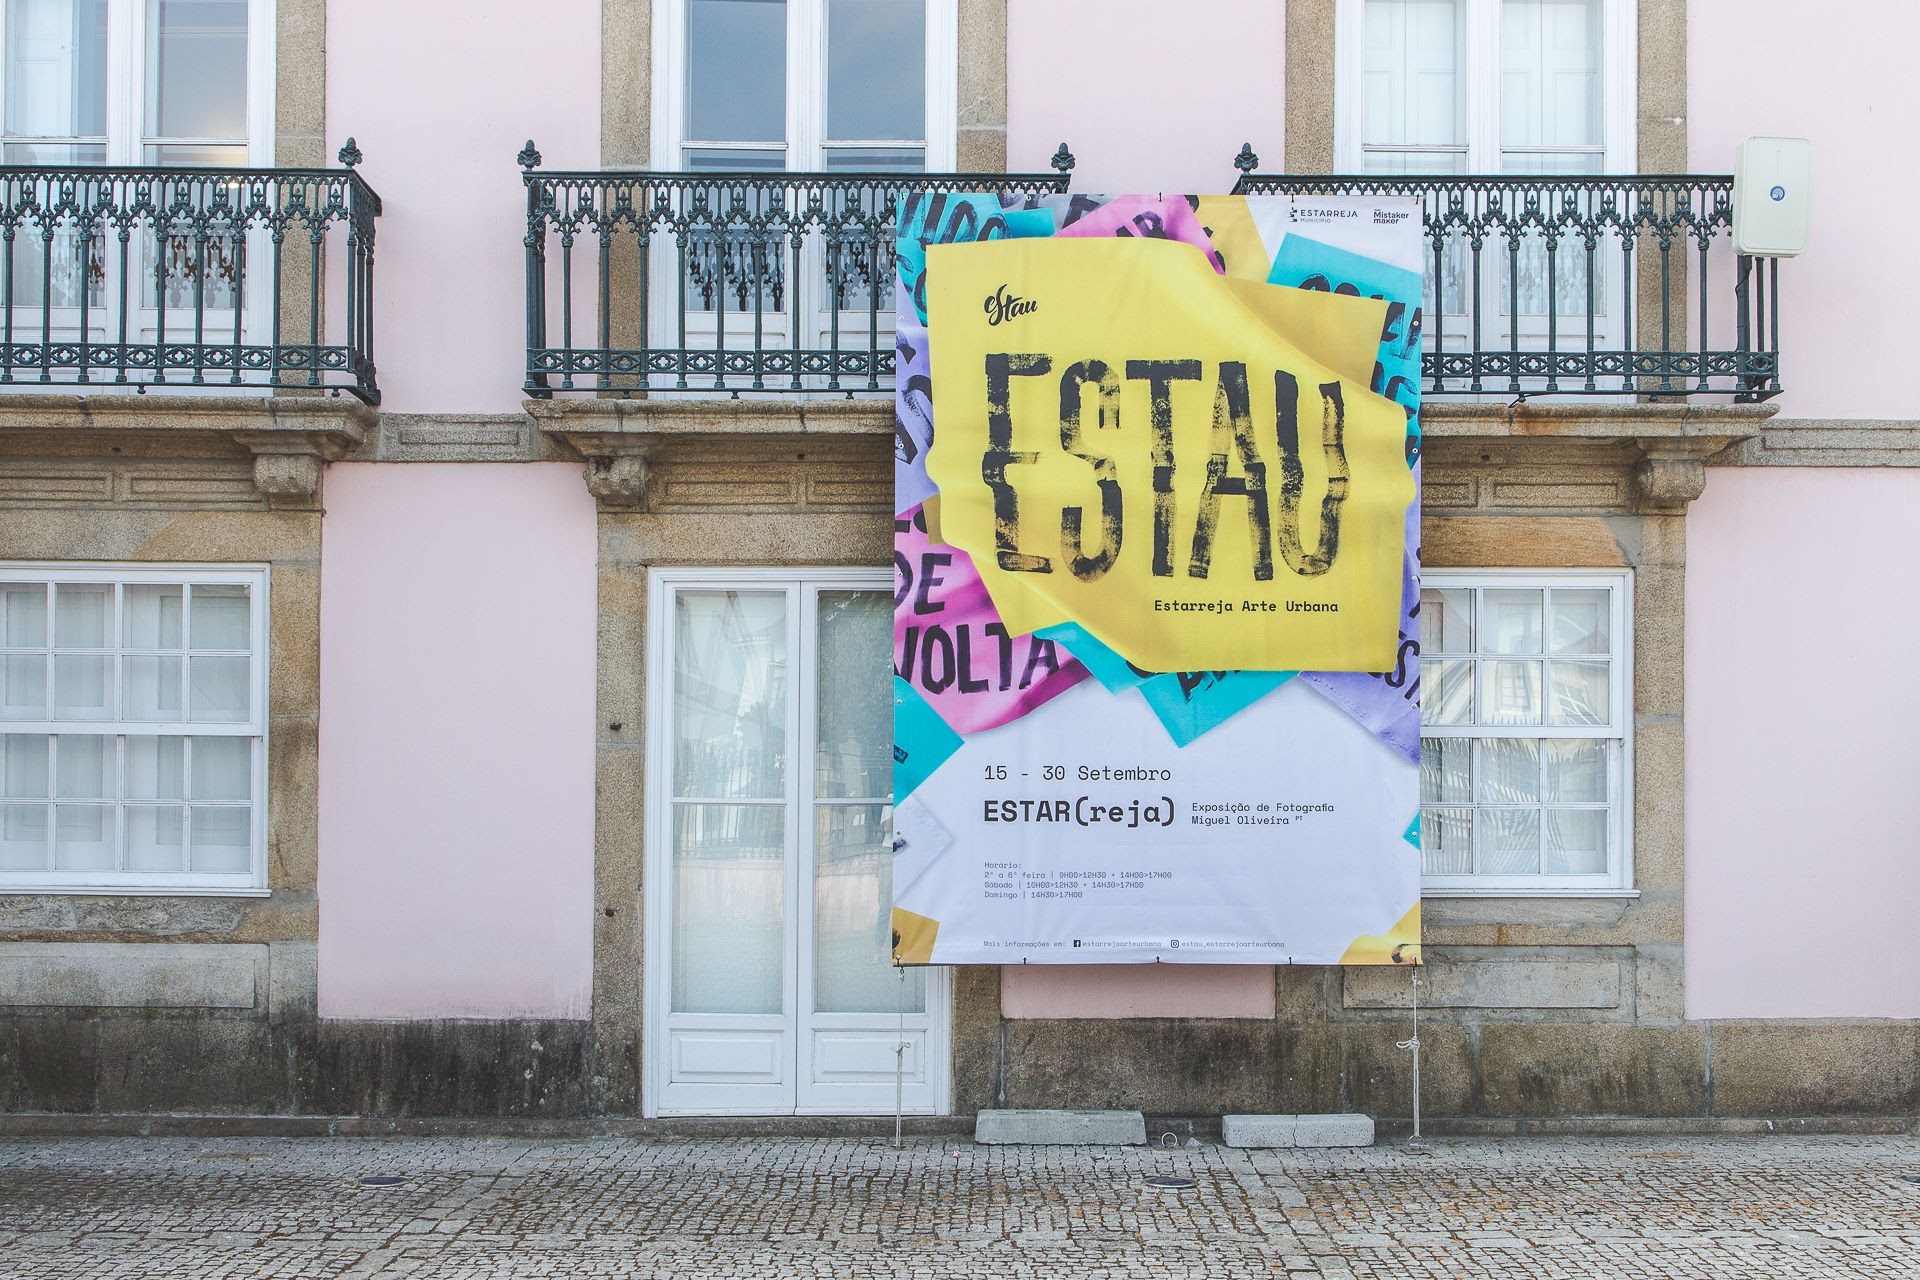 ESTARREJA
MUNICÍPIO
Mistaker
maker
estau
ESTAU
Estarreja Arte Urbana
DE
VOLTA
15 - 30 Setembro
ESTAR(reja)
Exposição de Fotografia
Miguel Oliveira PT
Horário:
2ª a 6ª feira | 9H00>12H30 + 14H00>17H00
Sábado | 10H00>12H30 + 14H30>17H00
Domingo | 14H30>17H00
Mais informações em: estarrejaarteurbana estau_estarrejaarteurbana